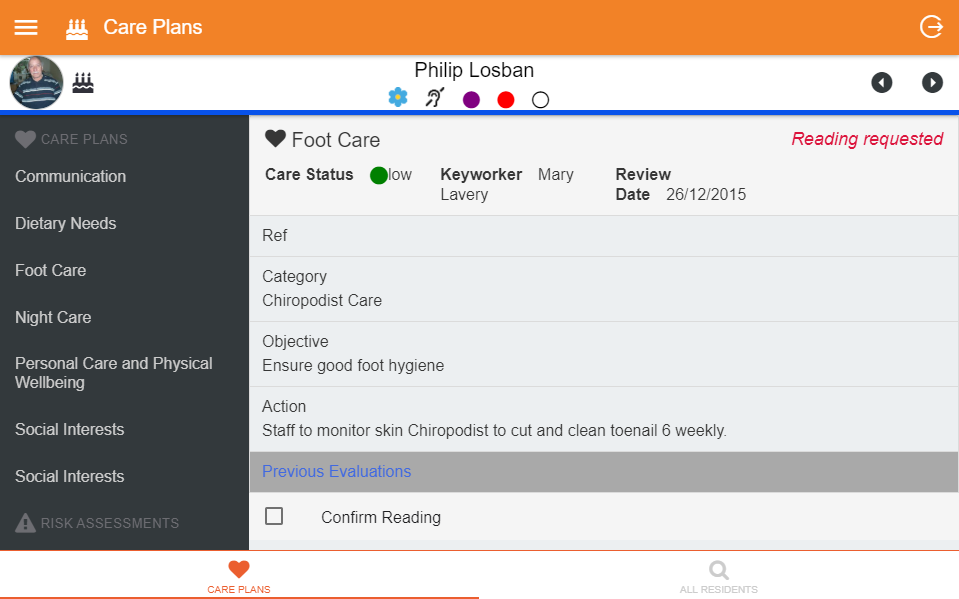 Care Plans
Philip Losban
CARE PLANS
Communication
Dietary Needs
Foot Care
Night Care
Personal Care and Physical
Wellbeing
Social Interests
Social Interests
RISK ASSESSMENTS
Foot Care
Reading requested
Care Status low
Keyworker Mary
Lavery
Review
Date 26/12/2015
Ref
Category
Chiropodist Care
Objective
Ensure good foot hygiene
Action
Staff to monitor skin Chiropodist to cut and clean toenail 6 weekly.
Previous Evaluations
Confirm Reading
CARE PLANS
ALL RESIDENTS